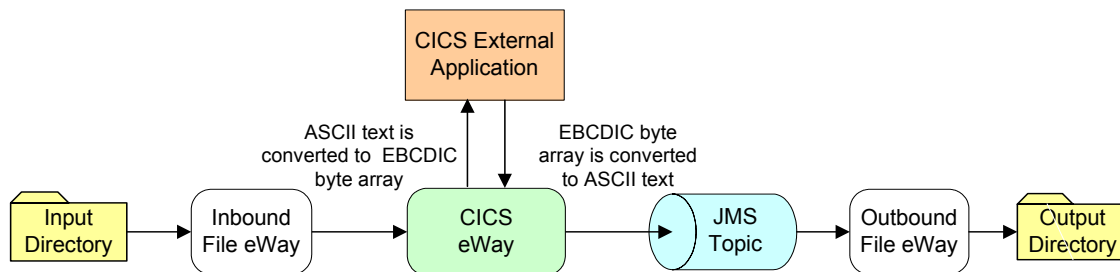 CICS External
Application
ASCII text is
converted to EBCDIC
byte array
EBCDIC byte
array is converted
to ASCII text
Input
Directory
Inbound
File eWay
CICS
eWay
JMS
Topic
Outbound
File eWay
Output
Directory